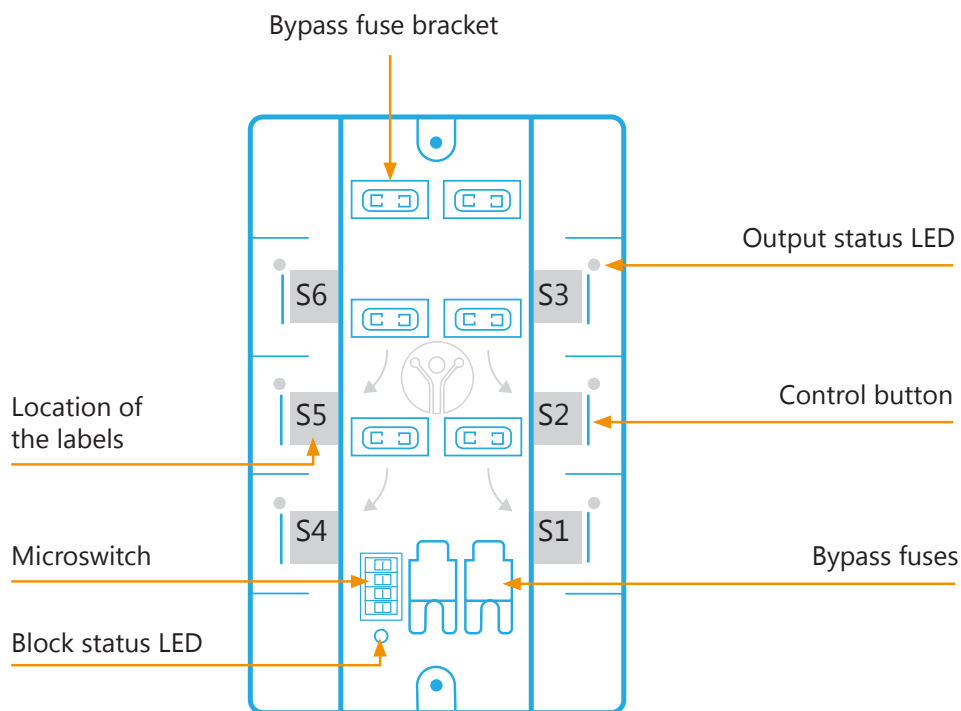 Bypass fuse bracket
Output status LED
S6
S3
Control button
Location of
the labels
S5
S2
S4
S1
Microswitch
Bypass fuses
Block status LED